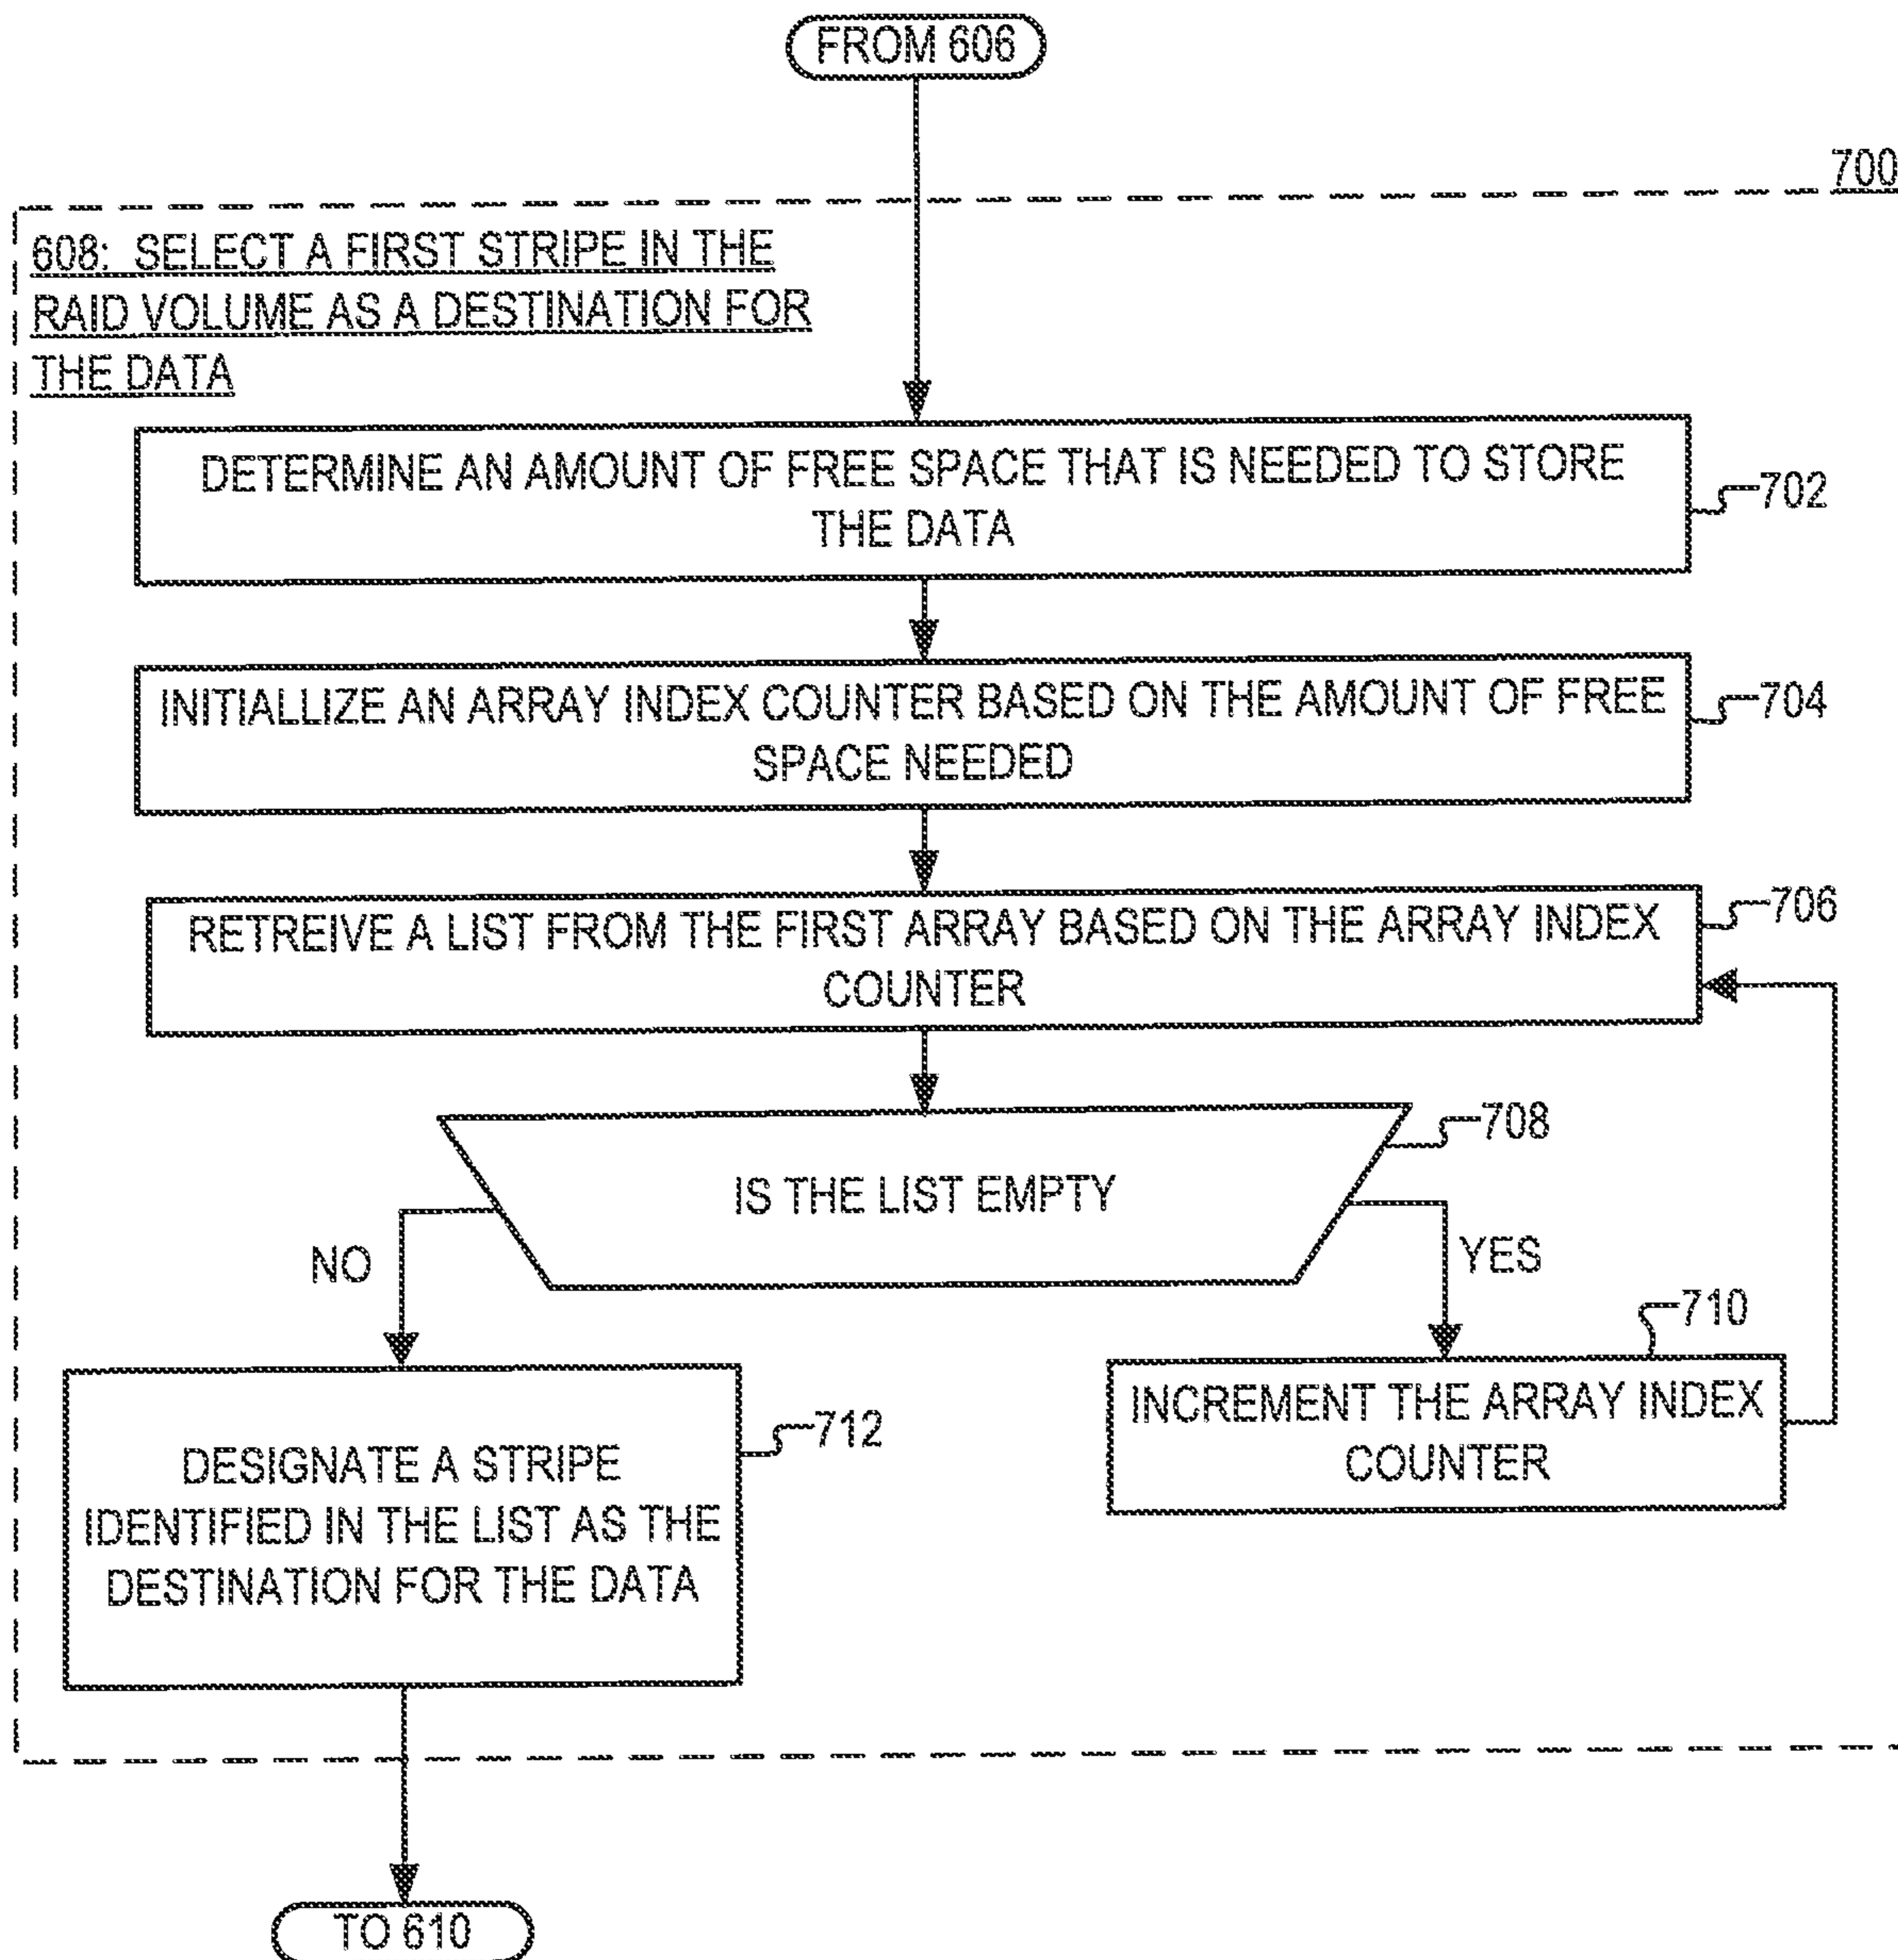 FROM 606
700
608: SELECT A FIRST STRIPE IN THE
RAID VOLUME AS A DESTINATION FOR
THE DATA
DETERMINE AN AMOUNT OF FREE SPACE THAT IS NEEDED TO STORE
THE DATA
702
INITIALLIZE AN ARRAY INDEX COUNTER BASED ON THE AMOUNT OF FREE
SPACE NEEDED
704
RETREIVE A LIST FROM THE FIRST ARRAY BASED ON THE ARRAY INDEX
COUNTER
706
IS THE LIST EMPTY
708
NO
YES
710
INCREMENT THE ARRAY INDEX
COUNTER
DESIGNATE A STRIPE
IDENTIFIED IN THE LIST AS THE
DESTINATION FOR THE DATA
712
TO 610